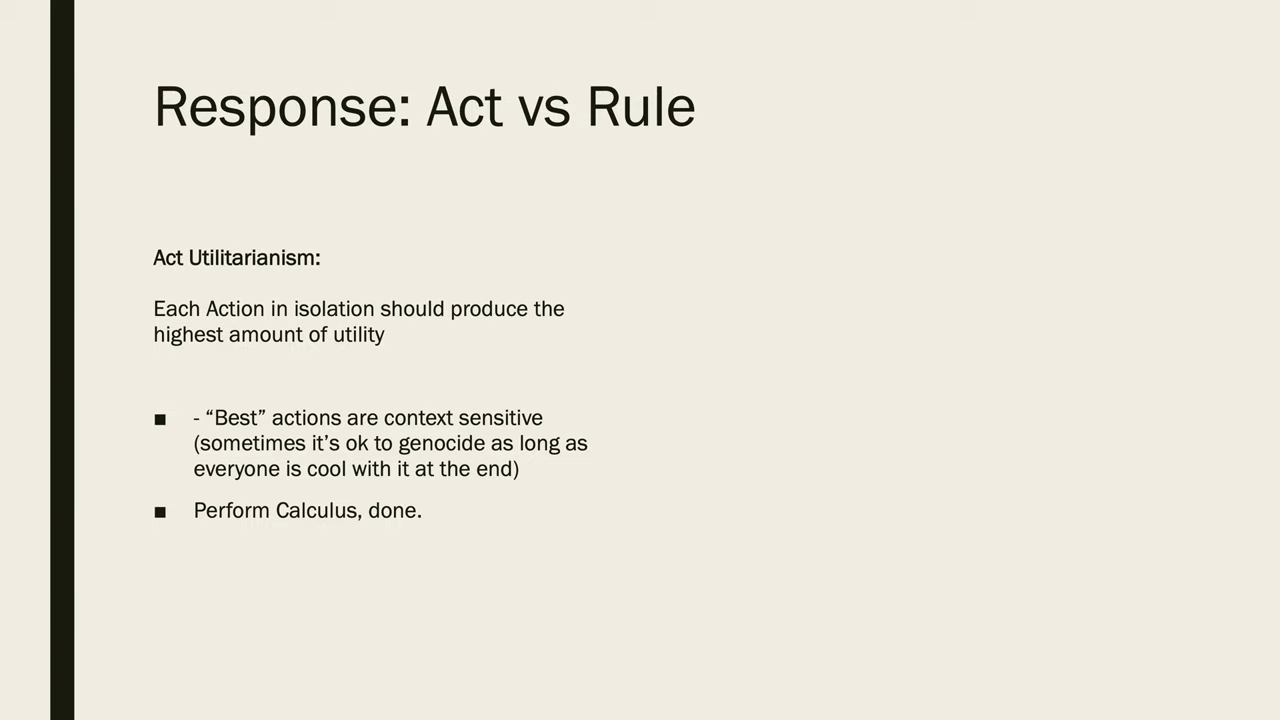 Response: Act vs Rule
Act Utilitarianism:
Each Action in isolation should produce the
highest amount of utility
■ - “Best” actions are context sensitive
(sometimes it’s ok to genocide as long as
everyone is cool with it at the end)
■ Perform Calculus, done.